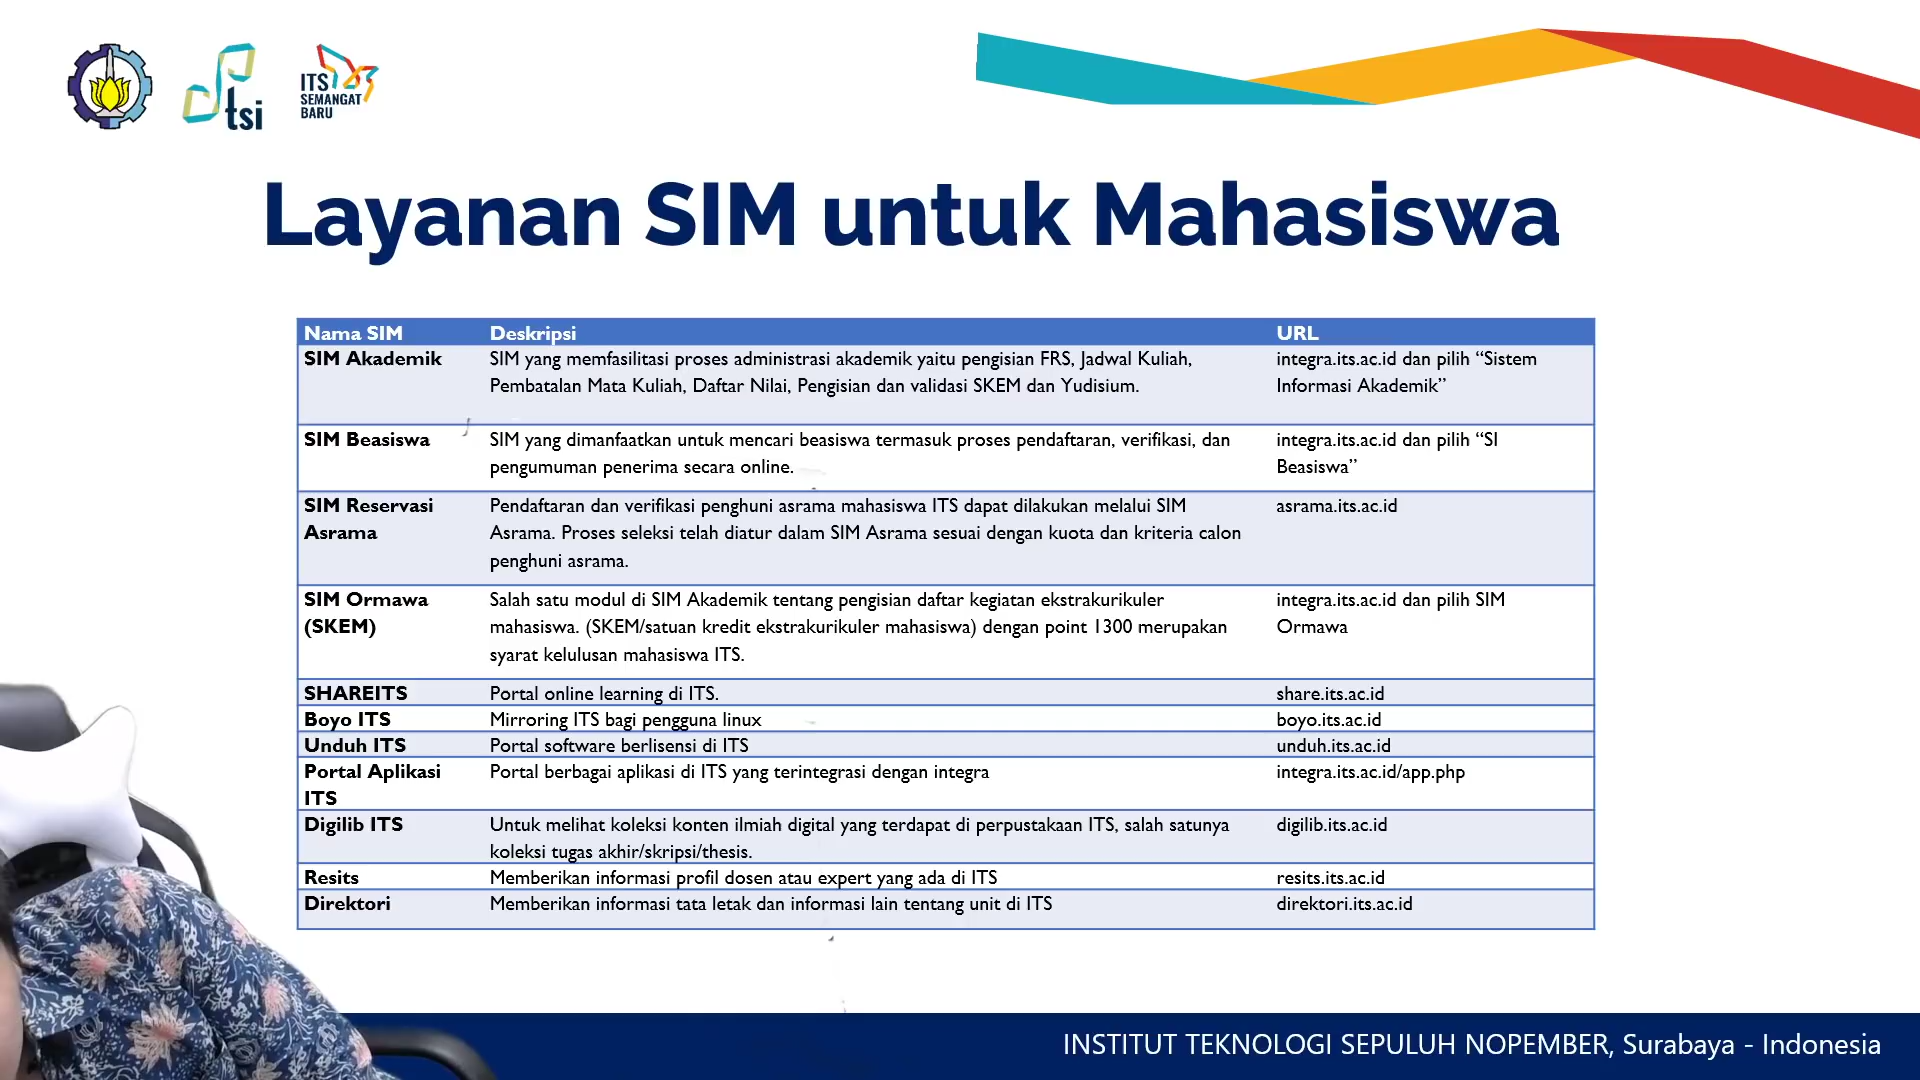 tsi
ITS
SEMANGAT
BARU
Layanan SIM untuk Mahasiswa
Nama SIM Deskripsi URL
SIM Akademik SIM yang memfasilitasi proses administrasi akademik yaitu pengisian FRS, Jadwal Kuliah, integra.its.ac.id dan pilih “Sistem
Pembatalan Mata Kuliah, Daftar Nilai, Pengisian dan validasi SKEM dan Yudisium. Informasi Akademik”
SIM Beasiswa SIM yang dimanfaatkan untuk mencari beasiswa termasuk proses pendaftaran, verifikasi, dan integra.its.ac.id dan pilih “SI
pengumuman penerima secara online. Beasiswa”
SIM Reservasi Pendaftaran dan verifikasi penghuni asrama mahasiswa ITS dapat dilakukan melalui SIM asrama.its.ac.id
Asrama Asrama. Proses seleksi telah diatur dalam SIM Asrama sesuai dengan kuota dan kriteria calon
penghuni asrama.
SIM Ormawa Salah satu modul di SIM Akademik tentang pengisian daftar kegiatan ekstrakurikuler integra.its.ac.id dan pilih SIM
(SKEM) mahasiswa. (SKEM/satuan kredit ekstrakurikuler mahasiswa) dengan point 1300 merupakan Ormawa
syarat kelulusan mahasiswa ITS.
SHAREITS Portal online learning di ITS. share.its.ac.id
Boyo ITS Mirroring ITS bagi pengguna linux boyo.its.ac.id
Unduh ITS Portal software berlisensi di ITS unduh.its.ac.id
Portal Aplikasi Portal berbagai aplikasi di ITS yang terintegrasi dengan integra integra.its.ac.id/app.php
ITS
Digilib ITS Untuk melihat koleksi konten ilmiah digital yang terdapat di perpustakaan ITS, salah satunya digilib.its.ac.id
koleksi tugas akhir/skripsi/thesis.
Resits Memberikan informasi profil dosen atau expert yang ada di ITS resits.its.ac.id
Direktori Memberikan informasi tata letak dan informasi lain tentang unit di ITS direktori.its.ac.id
INSTITUT TEKNOLOGI SEPULUH NOPEMBER, Surabaya - Indonesia